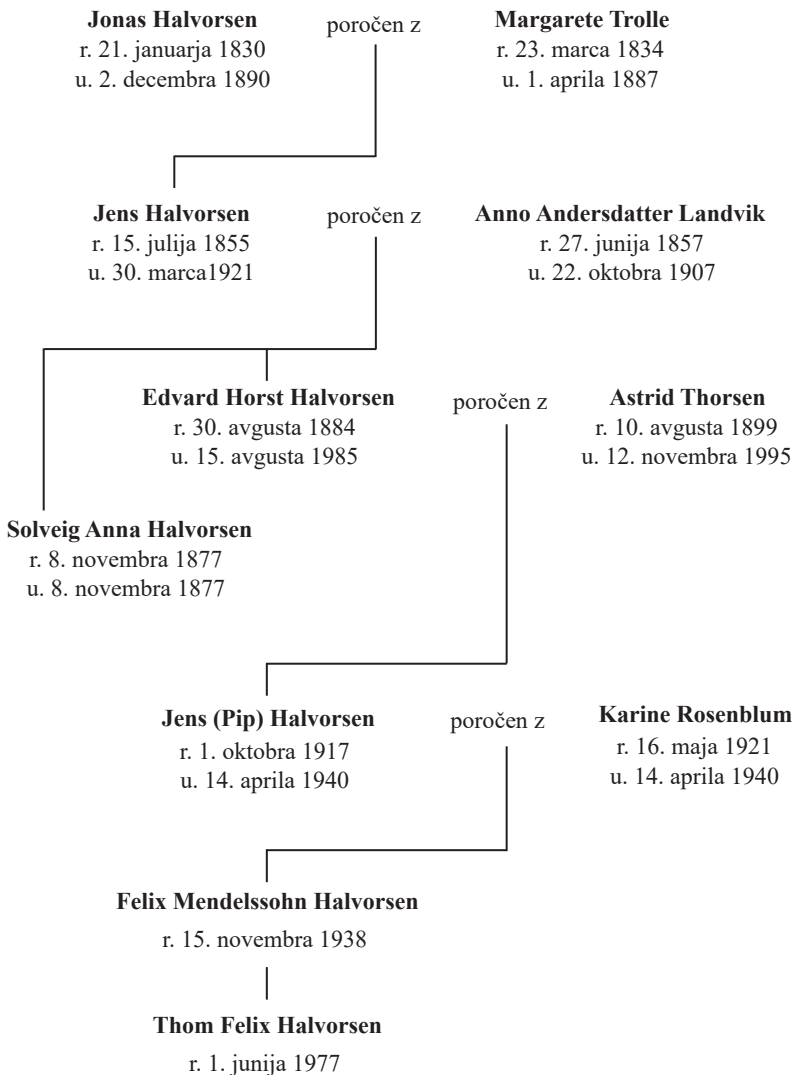 Jonas Halvorsen
r. 21. januarja 1830
u. 2. decembra 1890
poročen z
Margarete Trolle
r. 23. marca 1834
u. 1. aprila 1887
Jens Halvorsen
r. 15. julija 1855
u. 30. marca1921
poročen z
Anno Andersdatter Landvik
r. 27. junija 1857
u. 22. oktobra 1907
Edvard Horst Halvorsen
r. 30. avgusta 1884
u. 15. avgusta 1985
poročen z
Astrid Thorsen
r. 10. avgusta 1899
u. 12. novembra 1995
Solveig Anna Halvorsen
r. 8. novembra 1877
u. 8. novembra 1877
Jens (Pip) Halvorsen
r. 1. oktobra 1917
u. 14. aprila 1940
poročen z
Karine Rosenblum
r. 16. maja 1921
u. 14. aprila 1940
Felix Mendelssohn Halvorsen
r. 15. novembra 1938
Thom Felix Halvorsen
r. 1. junija 1977